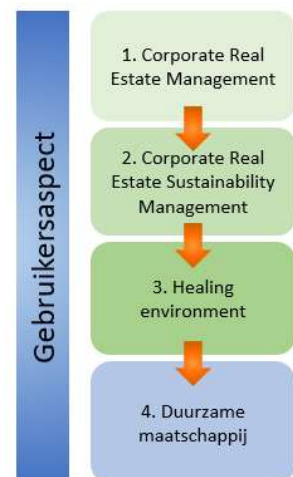 Gebruikersaspect
1. Corporate Real
Estate Management
2. Corporate Real
Estate Sustainability
Management
3. Healing
environment
4. Duurzame
maatschappij